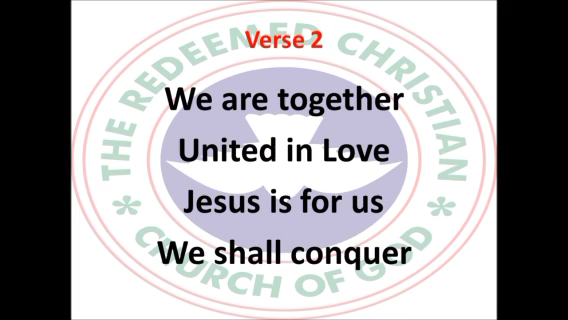 Verse 2
THE REDEEMED CHRISTIAN
We are together
United in Love
Jesus is for us
We shall conquer
CHURCH OF GOD